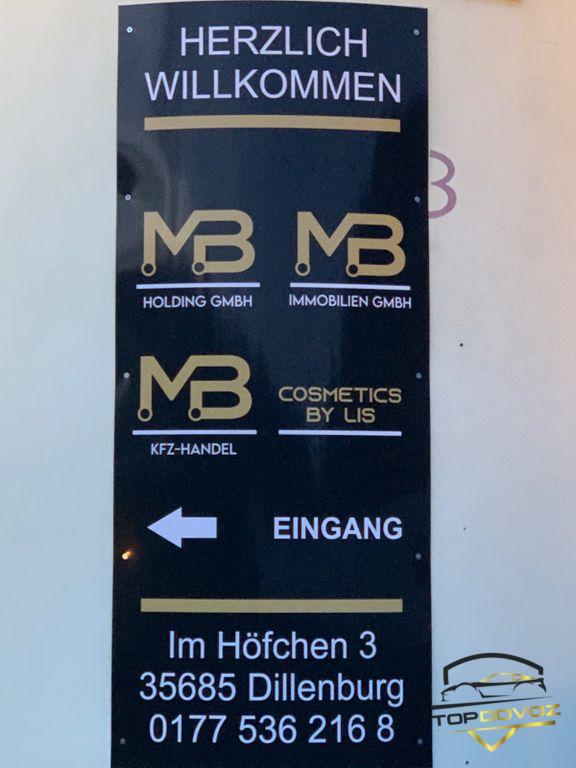 HERZLICH
WILLKOMMEN
MB
HOLDING GMBH
MB
IMMOBILIEN GMBH
MB
KFZ-HANDEL
COSMETICS
BY LIS
EINGANG
Im Höfchen 3
35685 Dillenburg
0177 536 216 8
TOPDOVOZ
3